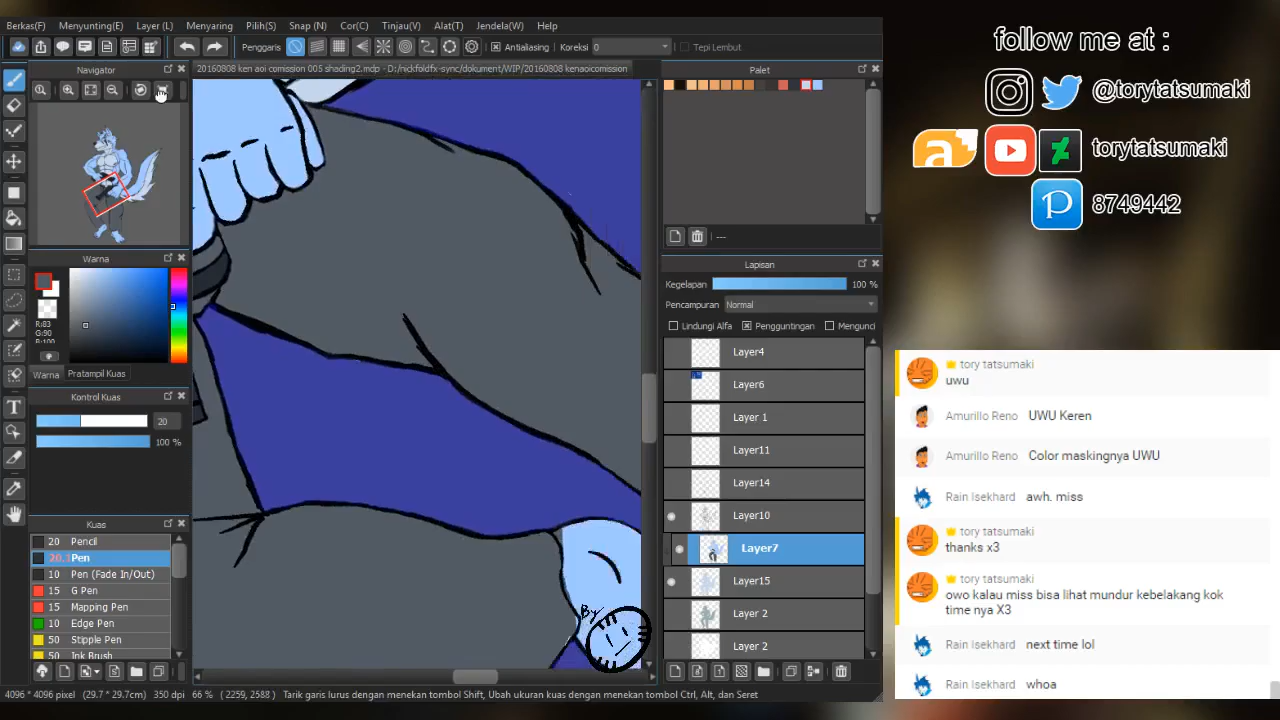 Berkas(F) Menyunting(E) Layer (L) Menyaring Pilih(S) Snap (N) Cor(C) Tinjau(V) Alat(T) Jendela(W) Help
Penggaris Antialiasing Koreksi 0 Tepi Lembut
Navigator
20160808 ken aoi comission 005 shading2.mdp - D:/nickfoldfx-sync/dokument/WIP/20160808 kenaoicomission
Warna
R:83
G:90
B:100
Warna Pratampil Kuas
Kontrol Kuas
20
100 %
Kuas
20 Pencil
20.1 Pen
10 Pen (Fade In/Out)
15 G Pen
15 Mapping Pen
10 Edge Pen
50 Stipple Pen
50 Ink Brush
By
Palet
---
Lapisan
Kegelapan 100 %
Pencampuran Normal
Lindungi Alfa Pengguntingan Mengunci
Layer4
Layer6
Layer 1
Layer11
Layer14
Layer10
Layer7
Layer15
Layer 2
Layer 2
4096 * 4096 pixel (29.7 * 29.7cm) 350 dpi 66 % ( 2259, 2588 ) Tarik garis lurus dengan menekan tombol Shift, Ubah ukuran kuas dengan menekan tombol Ctrl, Alt, dan Seret
follow me at :
@torytatsumaki
torytatsumaki
8749442
tory tatsumaki
uwu
Amurillo Reno UWU Keren
Amurillo Reno Color maskingnya UWU
Rain Isekhard awh. miss
tory tatsumaki
thanks x3
tory tatsumaki
owo kalau miss bisa lihat mundur kebelakang kok
time nya X3
Rain Isekhard next time lol
Rain Isekhard whoa